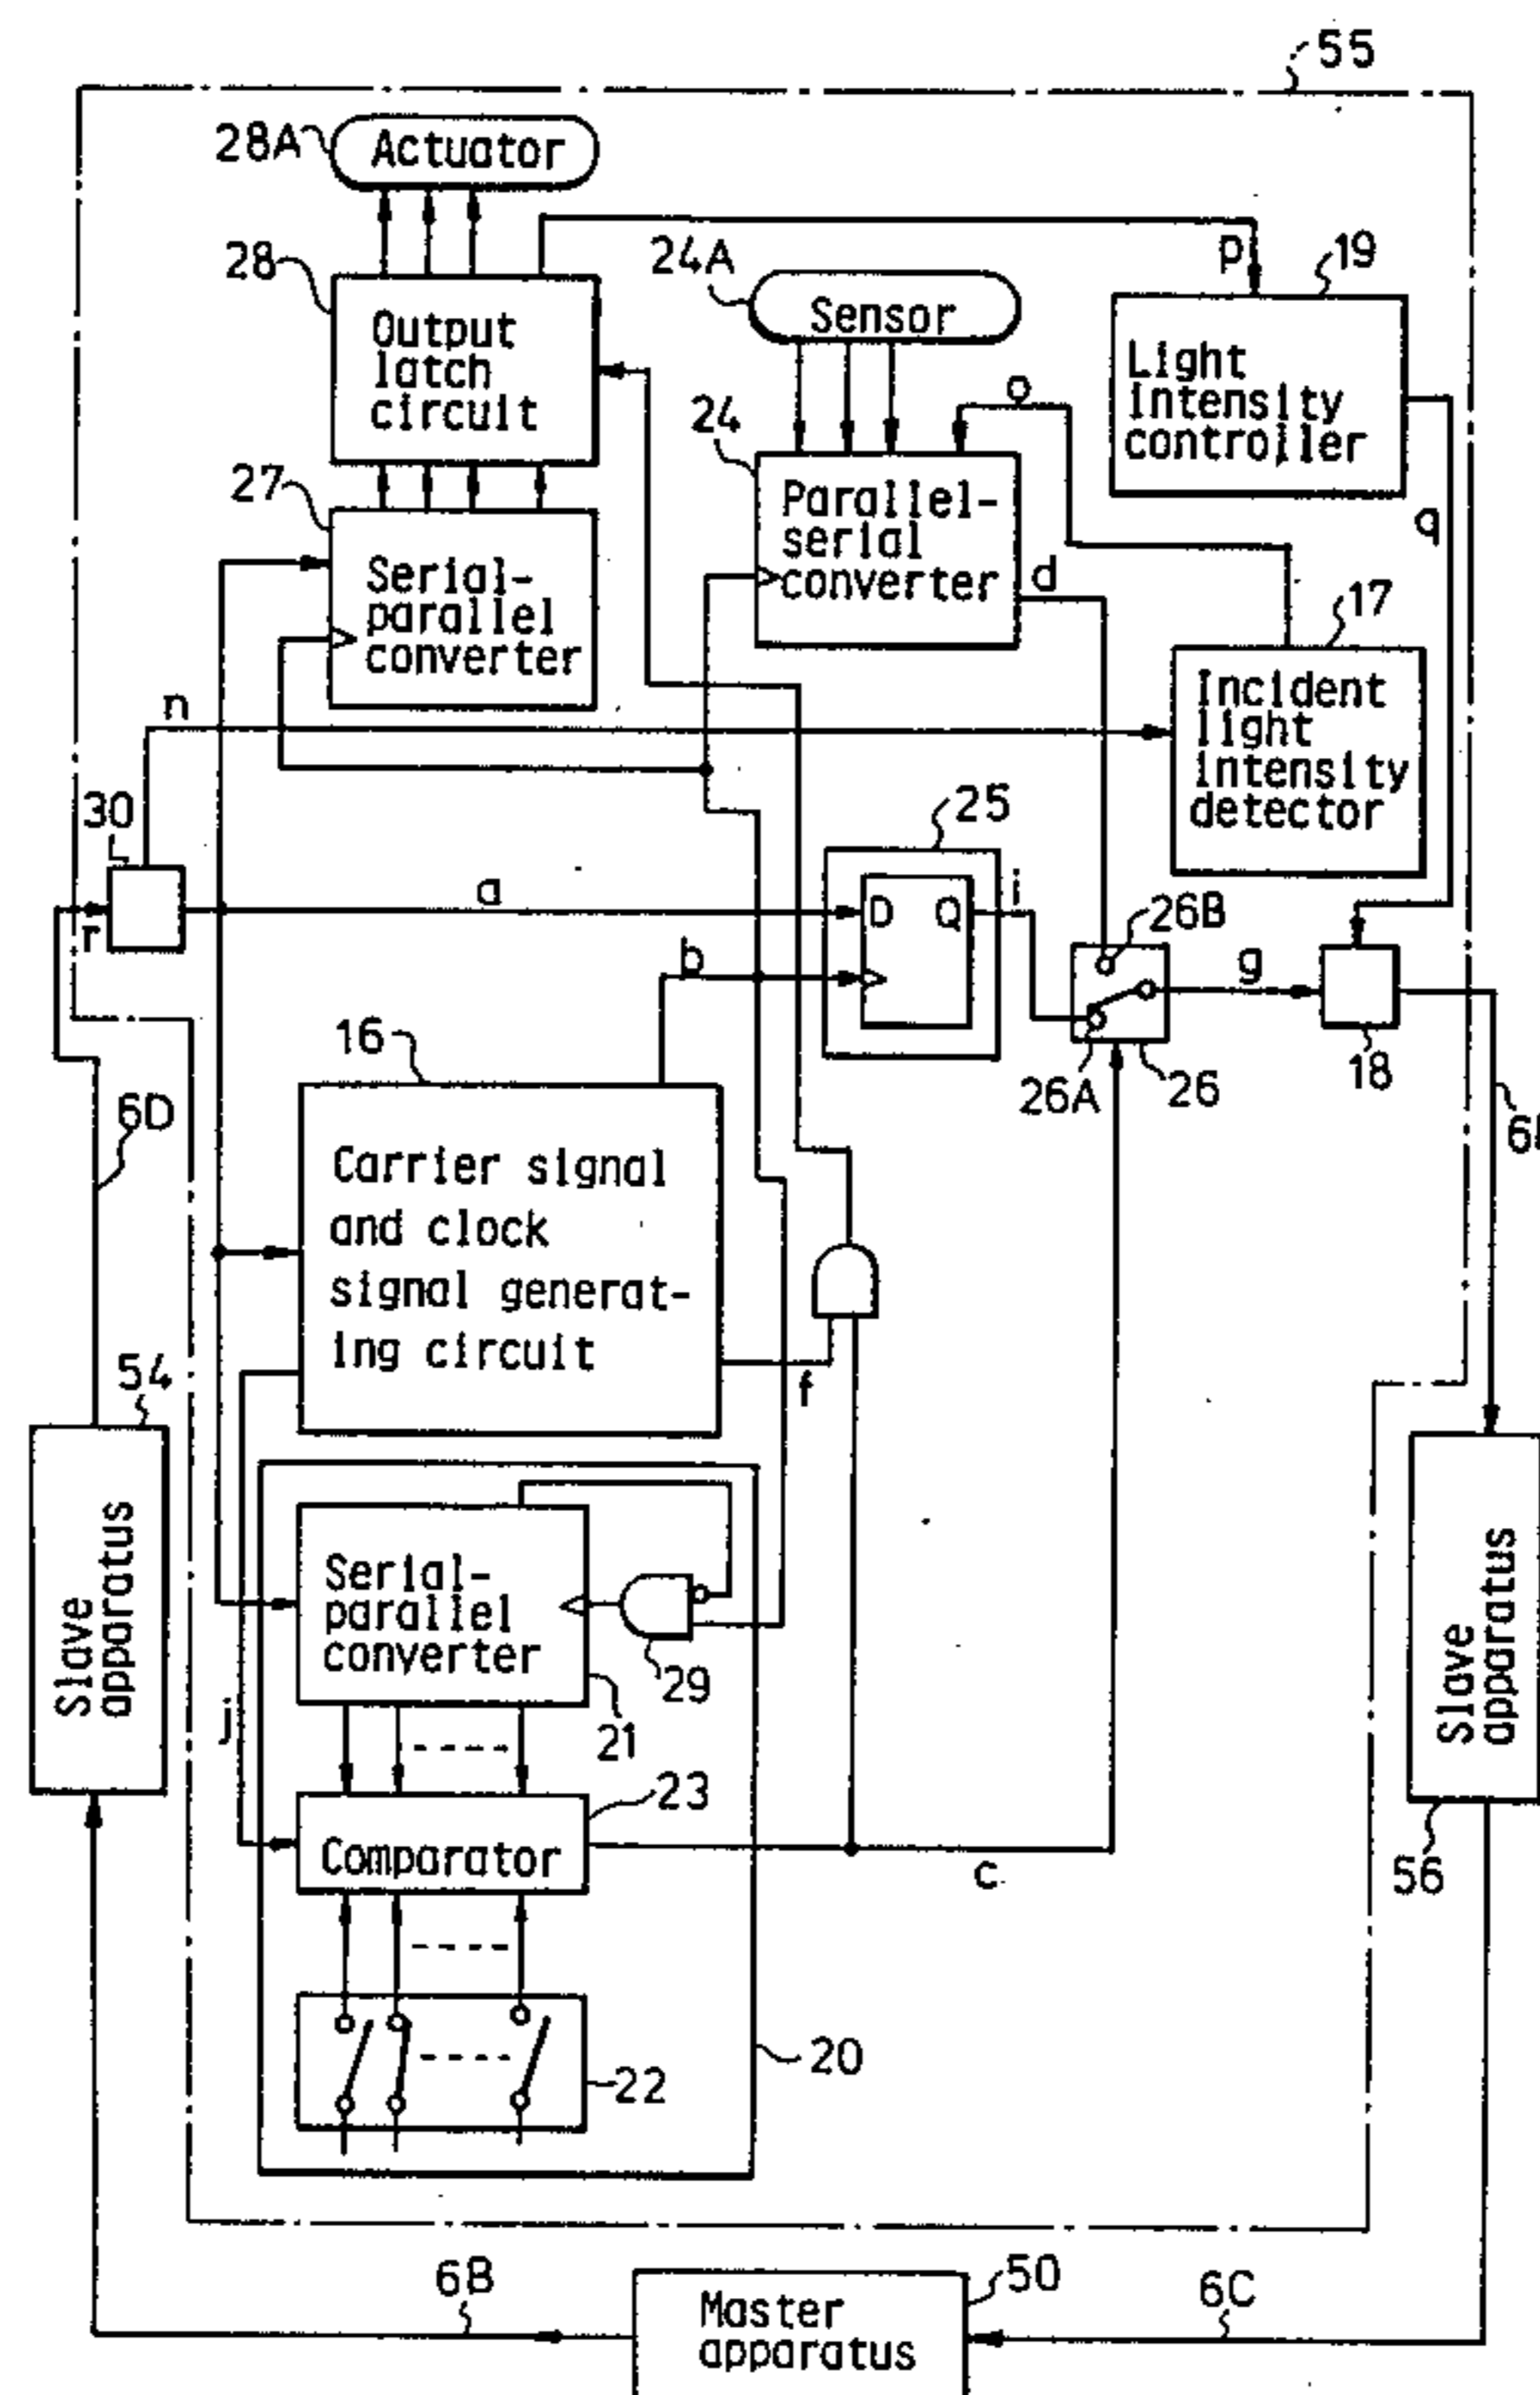 55
28A
Actuator
28
Output
latch
circuit
24A
Sensor
p
19
Light
intensity
controller
o
24
Parallel-
serial
converter
d
q
27
Serial-
parallel
converter
17
Incident
light
intensity
detector
n
30
r
a
25
D Q
i
26B
g
b
26A
26
18
16
Carrier signal
and clock
signal generat-
ing circuit
6D
f
54
Slave
apparatus
Serial-
parallel
converter
29
21
j
23
Comparator
c
Slave
apparatus
56
20
22
6B
50
Master
apparatus
6C